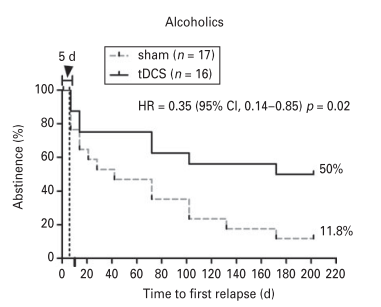 Alcoholics
5 d
sham (n = 17)
tDCS (n = 16)
HR = 0.35 (95% CI, 0.14–0.85) p = 0.02
Abstinence (%)
100
80
60
40
20
0
50%
11.8%
0 20 40 60 80 100 120 140 160 180 200 220
Time to first relapse (d)